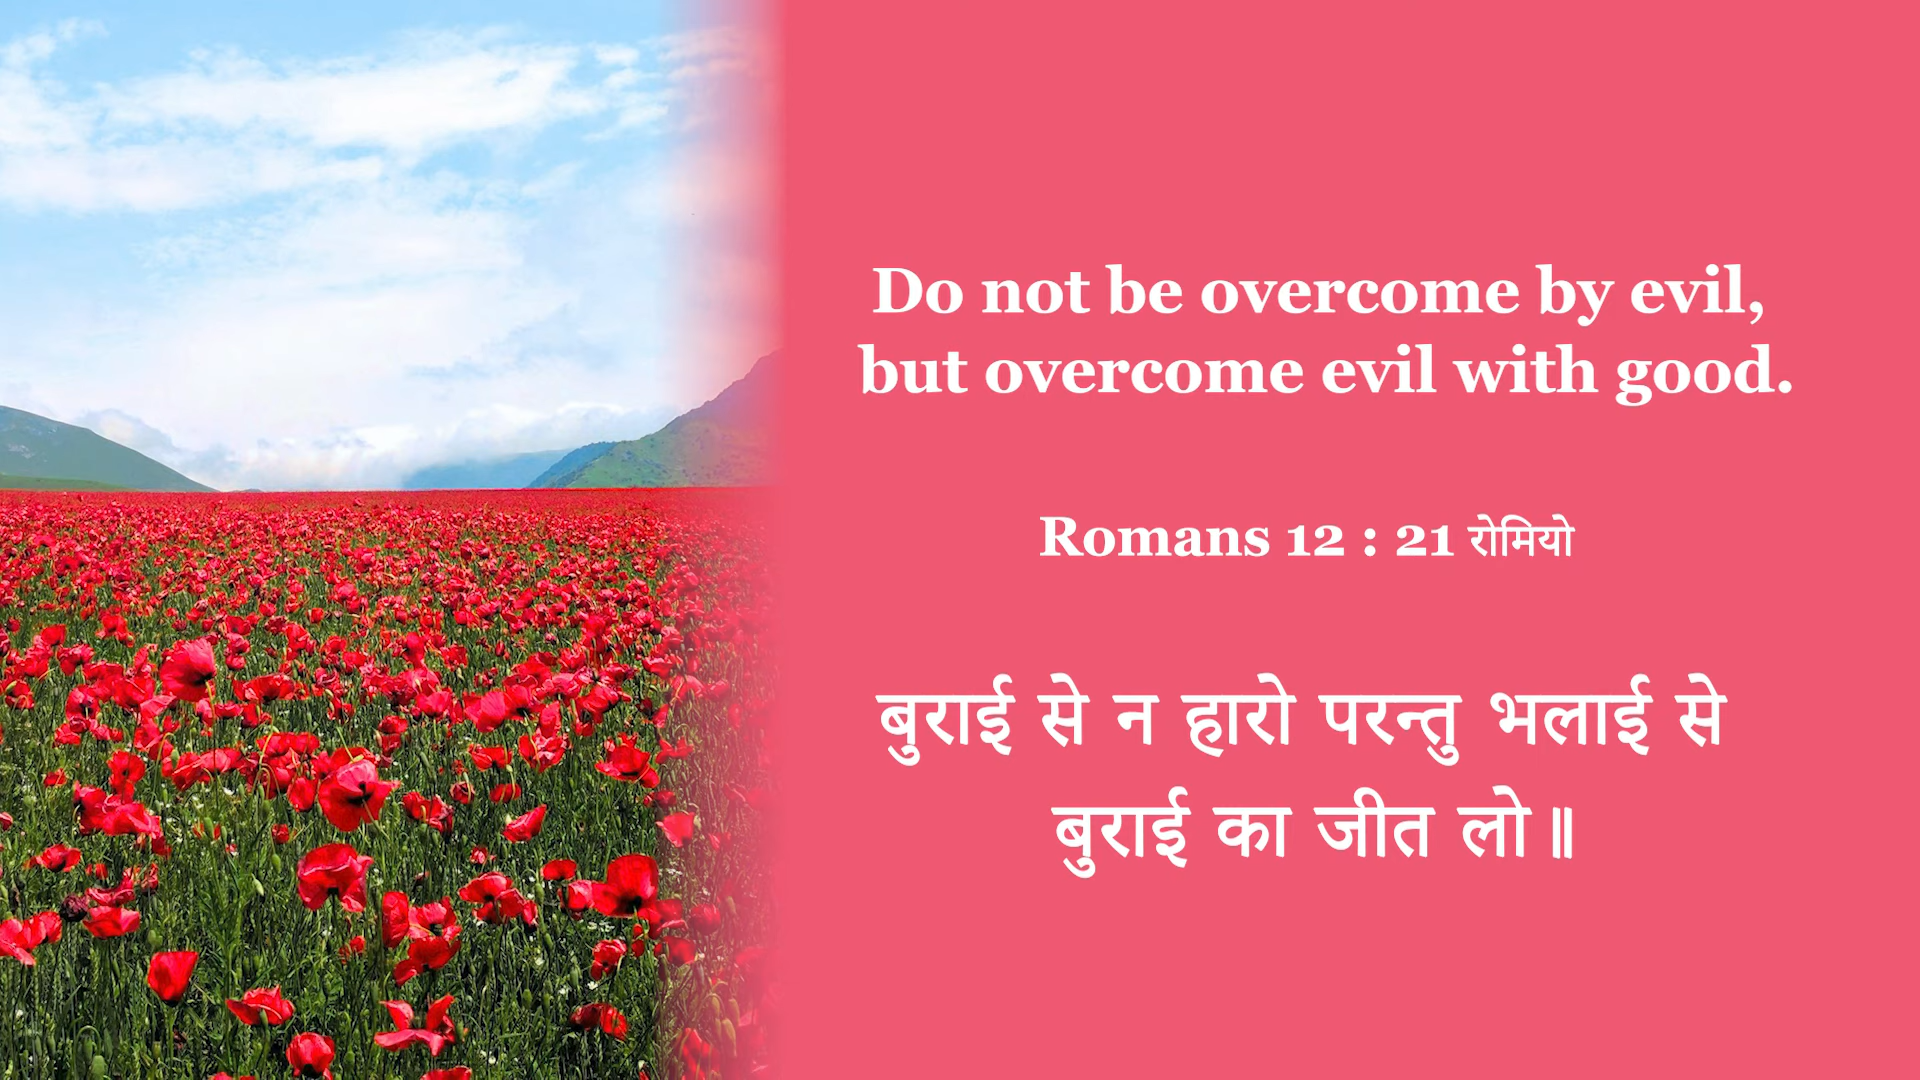 Do not be overcome by evil,
but overcome evil with good.
Romans 12 : 21 रोमियो
बुराई से न हारो परन्तु भलाई से
बुराई का जीत लो॥